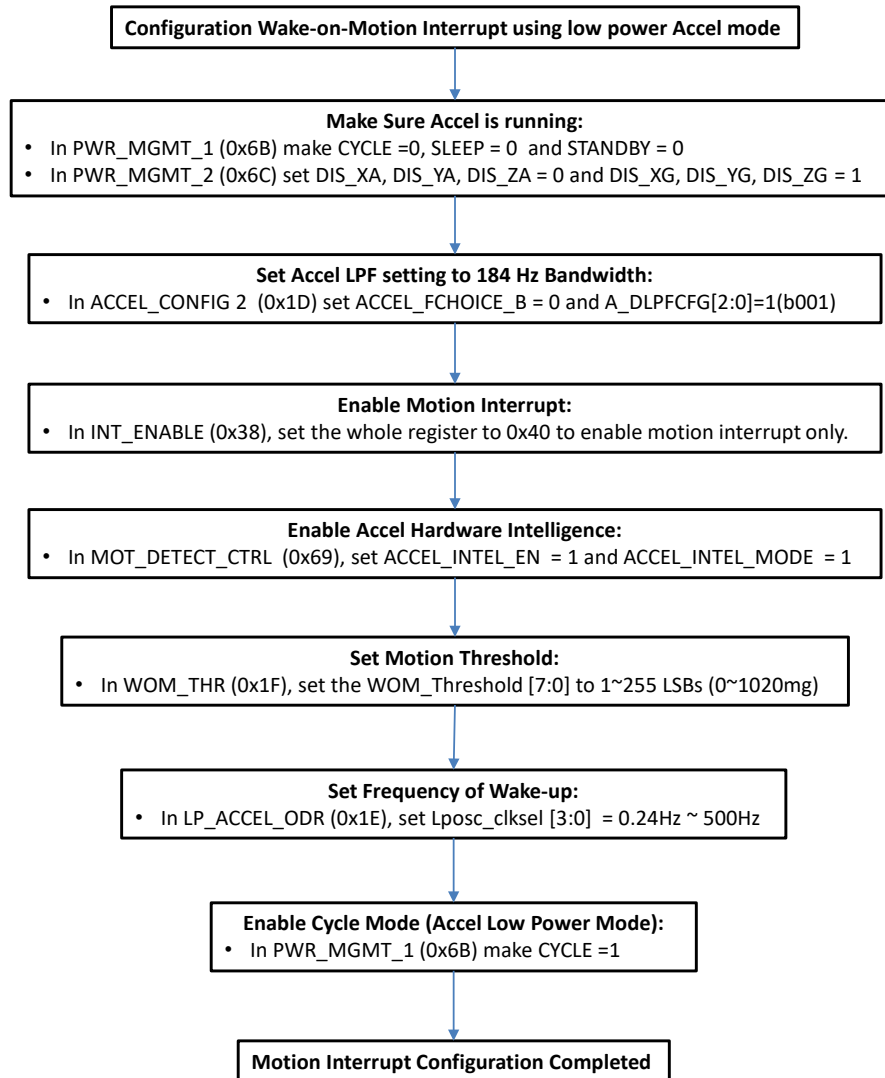 Configuration Wake-on-Motion Interrupt using low power Accel mode
Make Sure Accel is running:
• In PWR_MGMT_1 (0x6B) make CYCLE =0, SLEEP = 0 and STANDBY = 0
• In PWR_MGMT_2 (0x6C) set DIS_XA, DIS_YA, DIS_ZA = 0 and DIS_XG, DIS_YG, DIS_ZG = 1
Set Accel LPF setting to 184 Hz Bandwidth:
• In ACCEL_CONFIG 2 (0x1D) set ACCEL_FCHOICE_B = 0 and A_DLPFCFG[2:0]=1(b001)
Enable Motion Interrupt:
• In INT_ENABLE (0x38), set the whole register to 0x40 to enable motion interrupt only.
Enable Accel Hardware Intelligence:
• In MOT_DETECT_CTRL (0x69), set ACCEL_INTEL_EN = 1 and ACCEL_INTEL_MODE = 1
Set Motion Threshold:
• In WOM_THR (0x1F), set the WOM_Threshold [7:0] to 1~255 LSBs (0~1020mg)
Set Frequency of Wake-up:
• In LP_ACCEL_ODR (0x1E), set Lposc_clksel [3:0] = 0.24Hz ~ 500Hz
Enable Cycle Mode (Accel Low Power Mode):
• In PWR_MGMT_1 (0x6B) make CYCLE =1
Motion Interrupt Configuration Completed